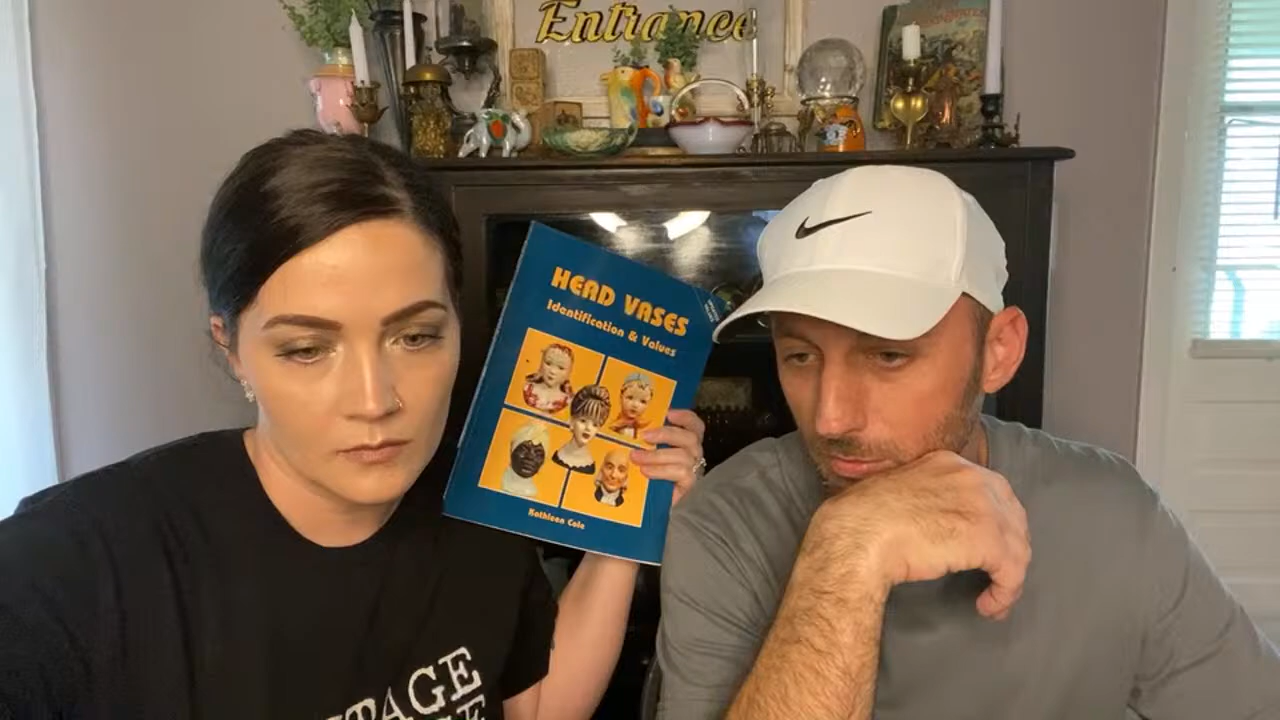 Entrance
HEAD VASES
Identification & Values
Kathleen Cole
TAGE